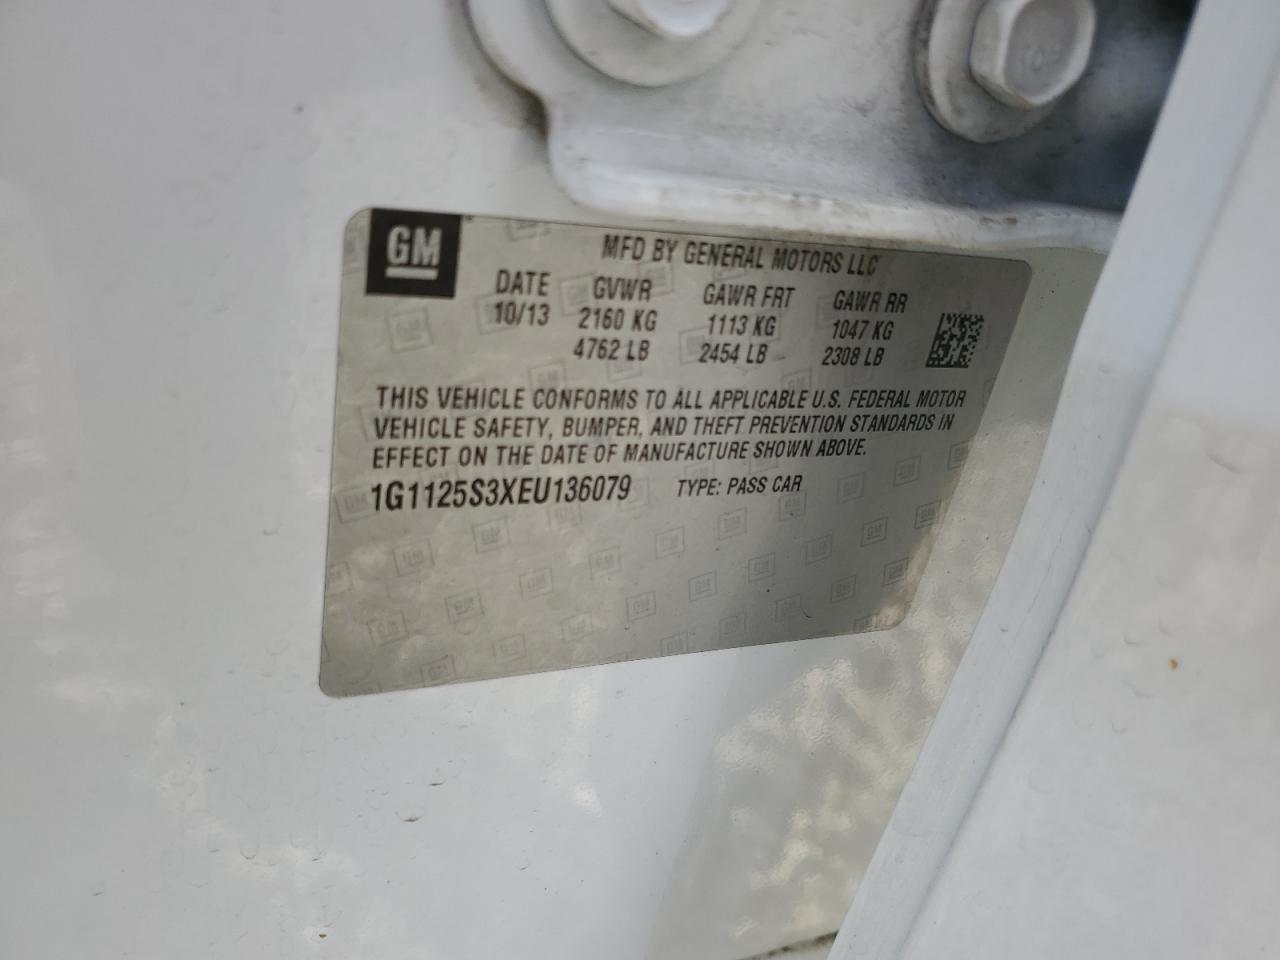 GM
MFD BY GENERAL MOTORS LLC
DATE GVWR GAWR FRT GAWR RR
10/13 2160 KG 1113 KG 1047 KG
4762 LB 2454 LB 2308 LB
THIS VEHICLE CONFORMS TO ALL APPLICABLE U.S. FEDERAL MOTOR
VEHICLE SAFETY, BUMPER, AND THEFT PREVENTION STANDARDS IN
EFFECT ON THE DATE OF MANUFACTURE SHOWN ABOVE.
1G1125S3XEU136079 TYPE: PASS CAR